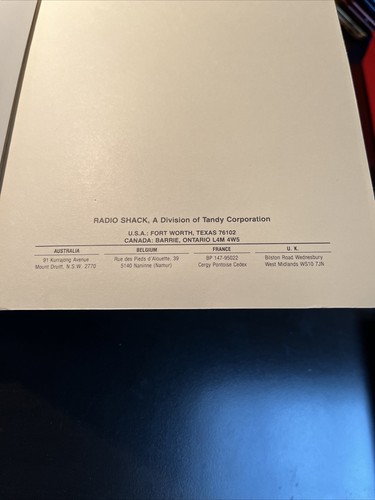 RADIO SHACK, A Division of Tandy Corporation
U.S.A.: FORT WORTH, TEXAS 76102
CANADA: BARRIE, ONTARIO L4M 4W5
AUSTRALIA BELGIUM FRANCE U. K.
91 Kurrajong Avenue Rue des Pieds d'Alouette, 39 BP 147-95022 Bilston Road Wednesbury
Mount Druitt, N.S.W. 2770 5140 Naninne (Namur) Cergy Pontoise Cedex West Midlands WS10 7JN